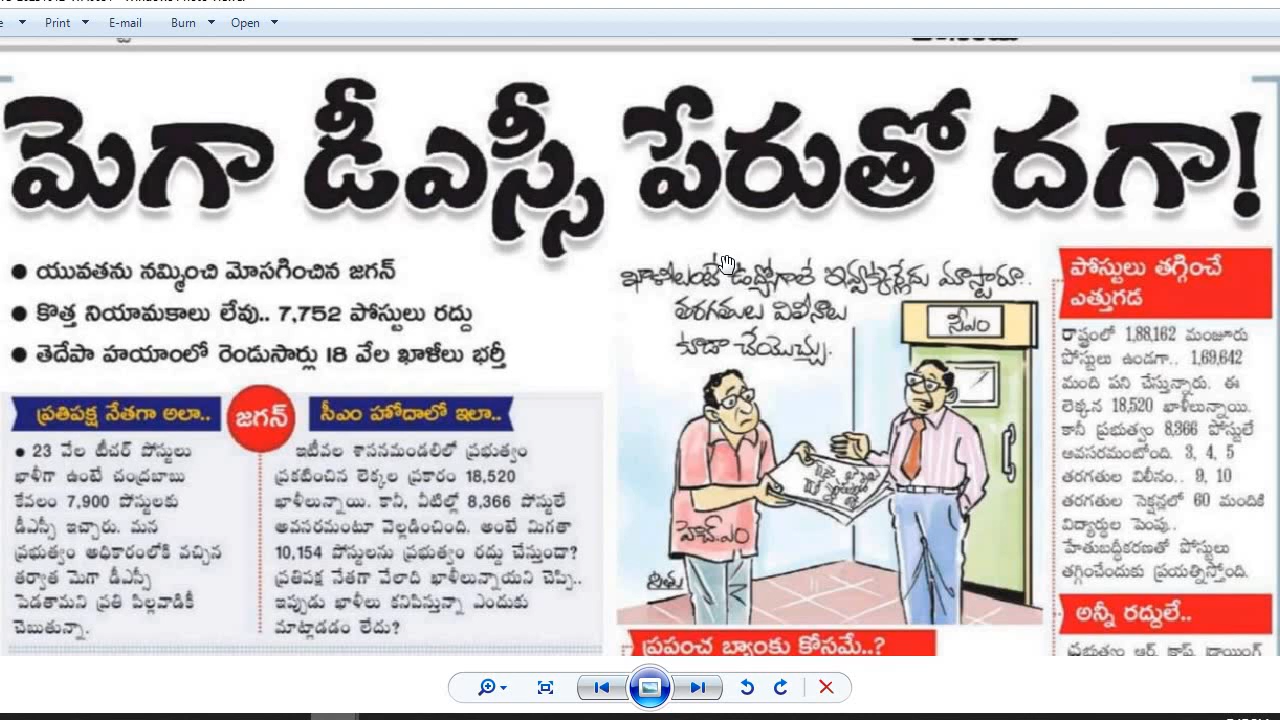 Print
E-mail
Burn
Open
మెగా డీఎస్సీ పేరుతో దగా!
● యువతను నమ్మించి మోసగించిన జగన్
● కొత్త నియామకాలు లేవు.. 7,752 పోస్టులు రద్దు
● తెదేపా హయాంలో రెండుసార్లు 18 వేల ఖాళీలు భర్తీ
ప్రతిపక్ష నేతగా అలా..
జగన్
సీఎం హోదాలో ఇలా..
● 23 వేల టీచర్ పోస్టులు
ఖాళీగా ఉంటే చంద్రబాబు
కేవలం 7,900 పోస్టులకు
డీఎస్సీ ఇచ్చారు. మన
ప్రభుత్వం అధికారంలోకి వచ్చిన
తర్వాత మెగా డీఎస్సీ
పెడతామని ప్రతి పిల్లవాడికీ
చెబుతున్నా.
ఇటీవల శాసనమండలిలో ప్రభుత్వం
ప్రకటించిన లెక్కల ప్రకారం 18,520
ఖాళీలున్నాయి. కానీ, వీటిల్లో 8,366 పోస్టులే
అవసరమంటూ వెల్లడించింది. అంటే మిగతా
10,154 పోస్టులను ప్రభుత్వం రద్దు చేస్తుందా?
ప్రతిపక్ష నేతగా వేలాది ఖాళీలున్నాయని చెప్పి..
ఇప్పుడు ఖాళీలు కనిపిస్తున్నా ఎందుకు
మాట్లాడడం లేదు?
ఖాళీలంటే ఉద్యోగాలే మాస్టారూ..
తరగతుల విలీనాలు
కూడా చేయొచ్చు.
సీఎం
హెచ్.ఎం
ప్రపంచ బ్యాంకు కోసమే..?
పోస్టులు తగ్గించే
ఎత్తుగడ
రాష్ట్రంలో 1,88,162 మంజూరు
పోస్టులు ఉండగా.. 1,69,642
మంది పని చేస్తున్నారు. ఈ
లెక్కన 18,520 ఖాళీలున్నాయి.
కానీ ప్రభుత్వం 8,366 పోస్టులే
అవసరమంటోంది. 3, 4, 5
తరగతుల విలీనం.. 9, 10
తరగతుల సెక్షన్లలో 60 మందికి
విద్యార్థుల పెంపు..
హేతుబద్ధీకరణతో పోస్టులు
తగ్గించేందుకు ప్రయత్నిస్తోంది.
అన్నీ రద్దులే..